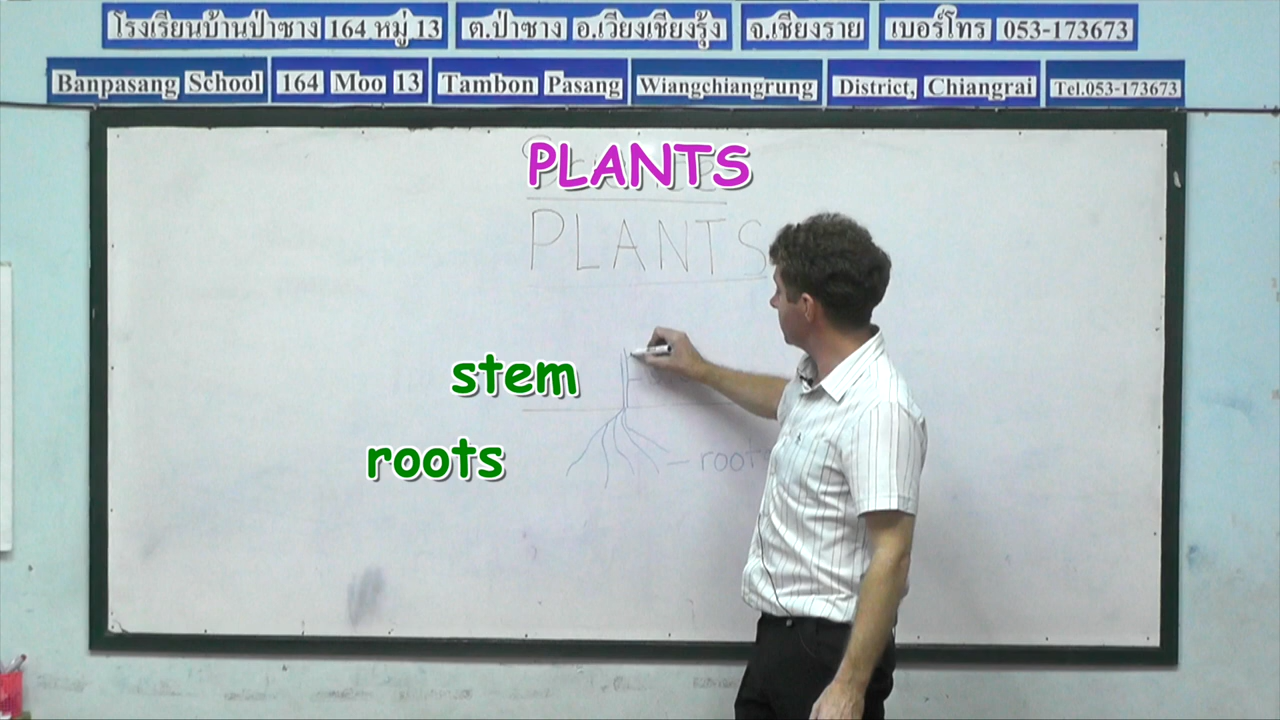 โรงเรียนบ้านป่าซาง 164 หมู่ 13 ต.ป่าซาง อ.เวียงเชียงรุ้ง จ.เชียงราย เบอร์โทร 053-173673
Banpasang School 164 Moo 13 Tambon Pasang Wiangchiangrung District, Chiangrai Tel.053-173673
PLANTS
PLANTS
stem
roots